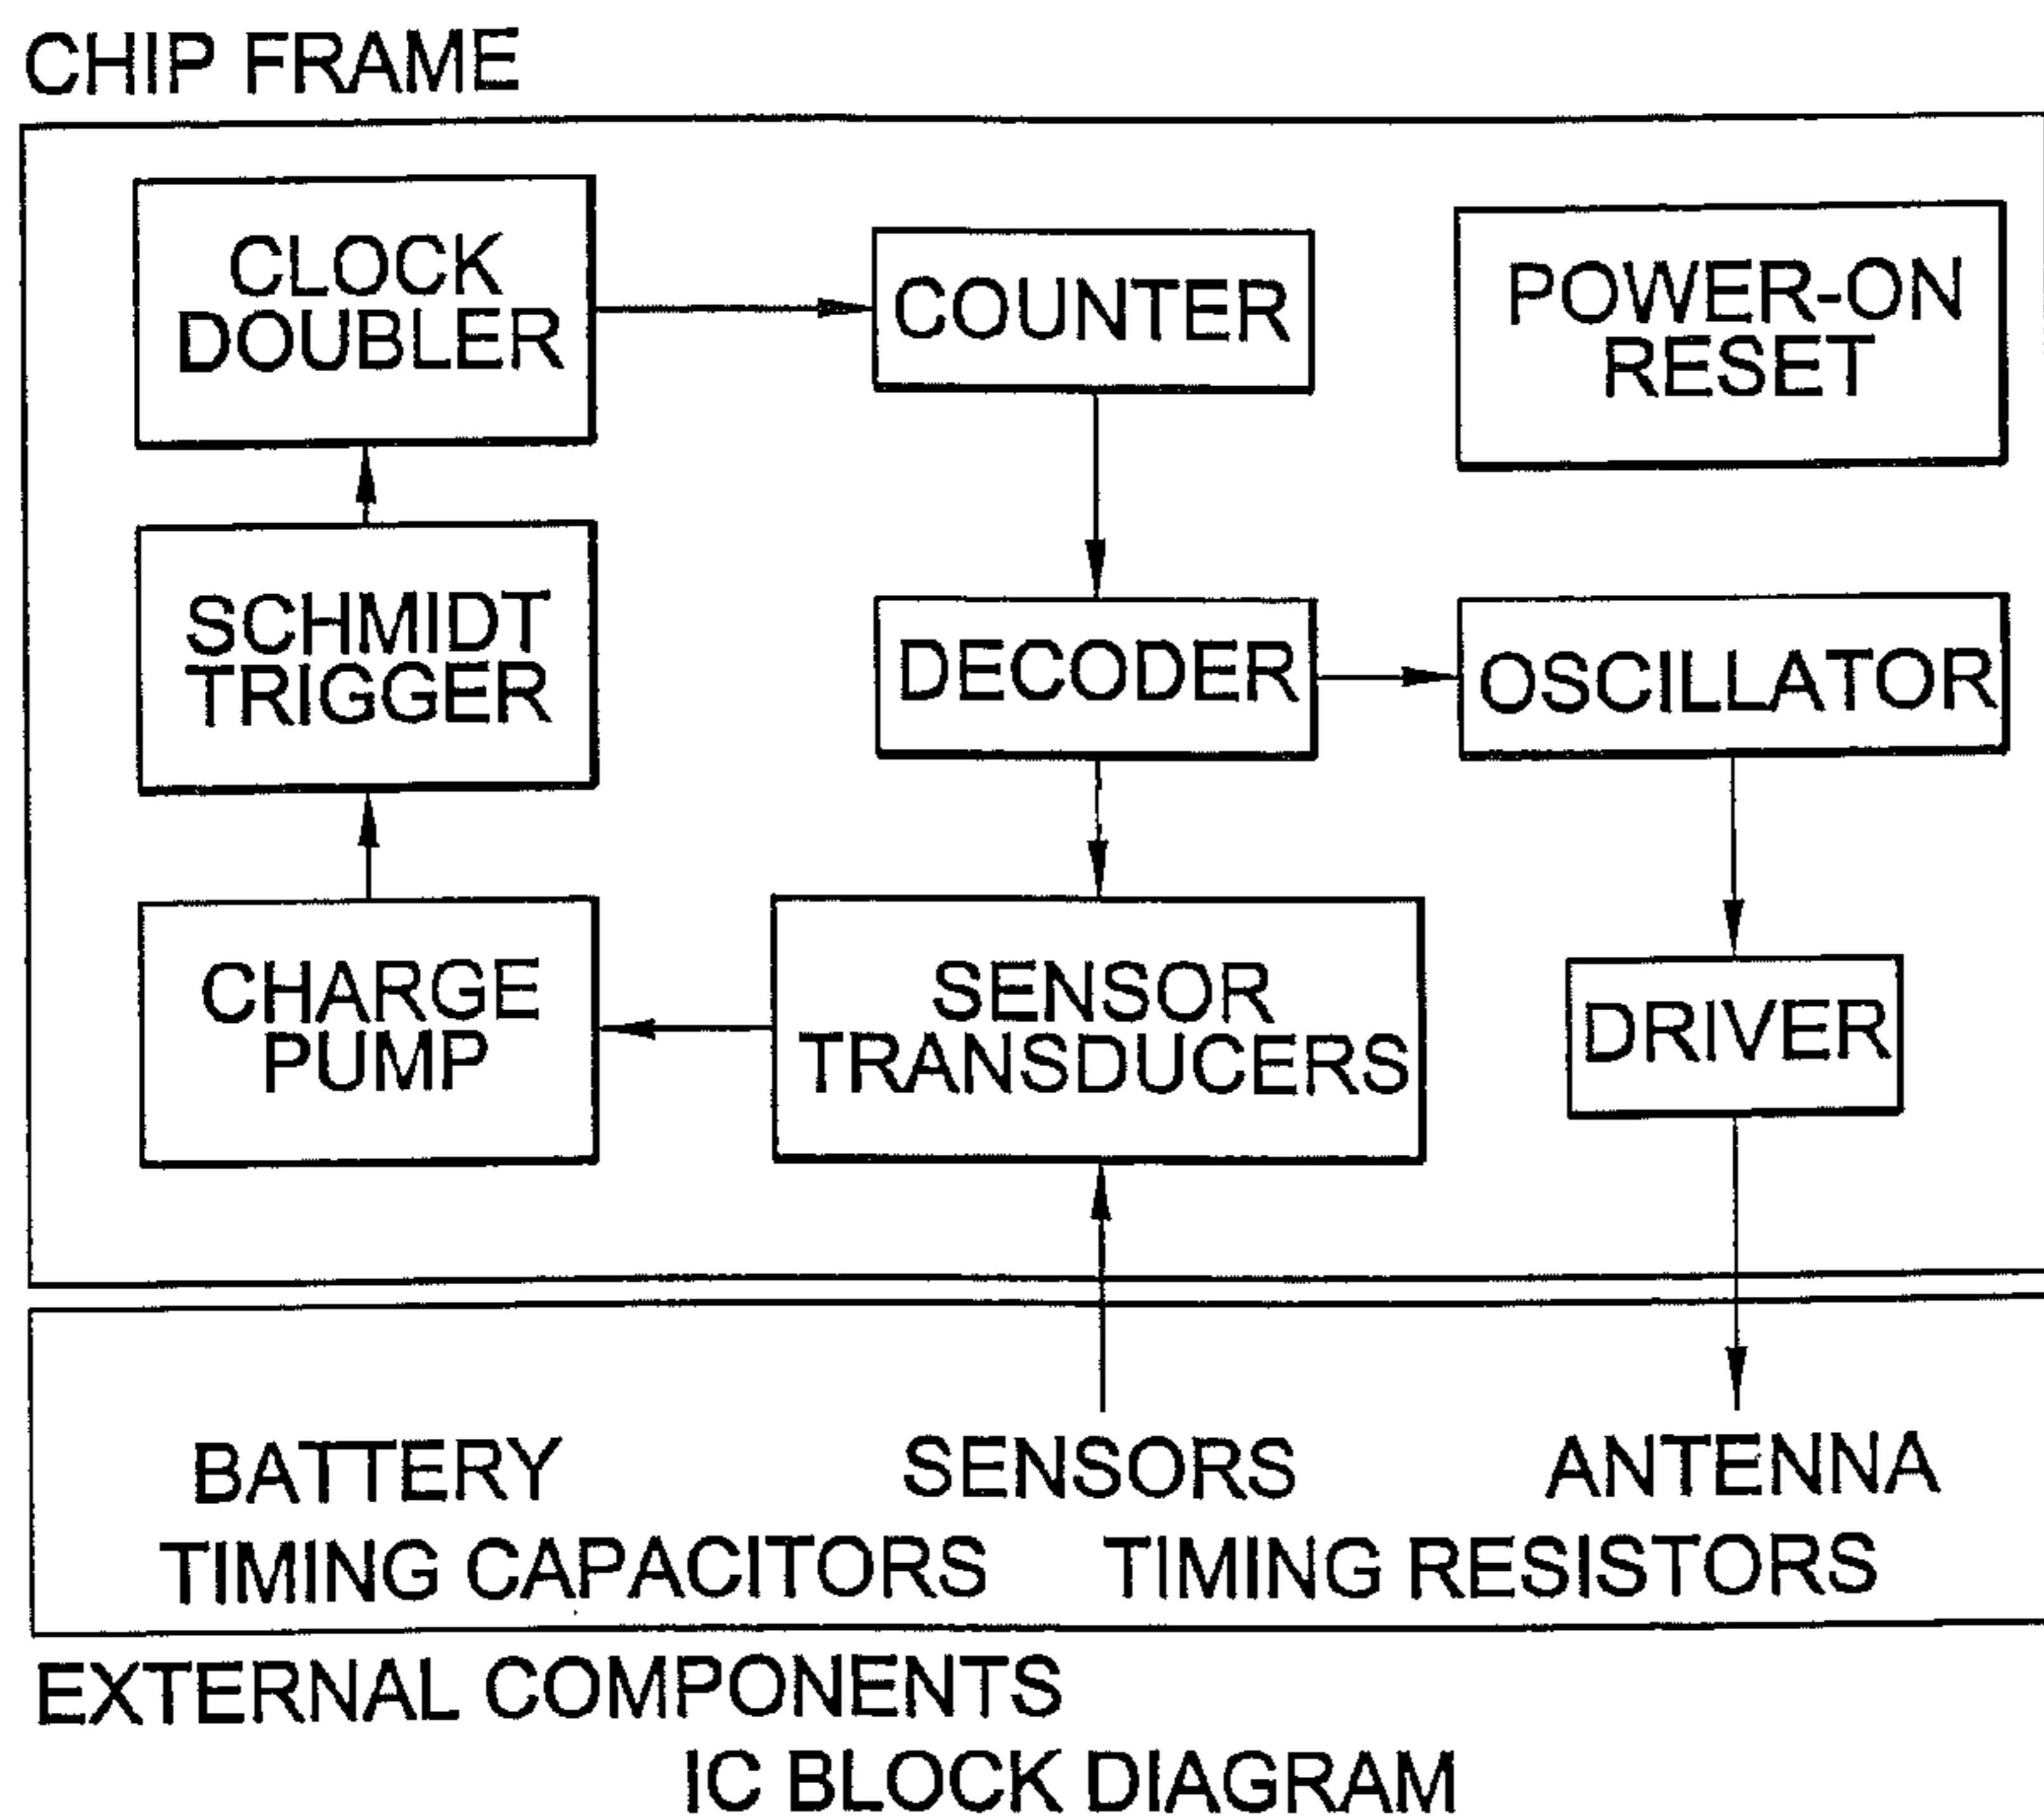 CHIP FRAME
CLOCK
DOUBLER
COUNTER
POWER-ON
RESET
SCHMIDT
TRIGGER
DECODER
OSCILLATOR
CHARGE
PUMP
SENSOR
TRANSDUCERS
DRIVER
BATTERY
SENSORS
ANTENNA
TIMING CAPACITORS
TIMING RESISTORS
EXTERNAL COMPONENTS
IC BLOCK DIAGRAM